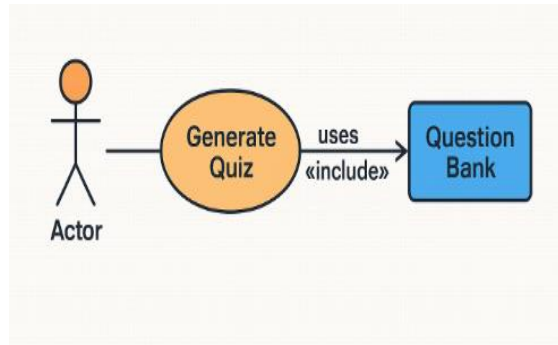 Generate
Quiz
uses
«include»
Question
Bank
Actor